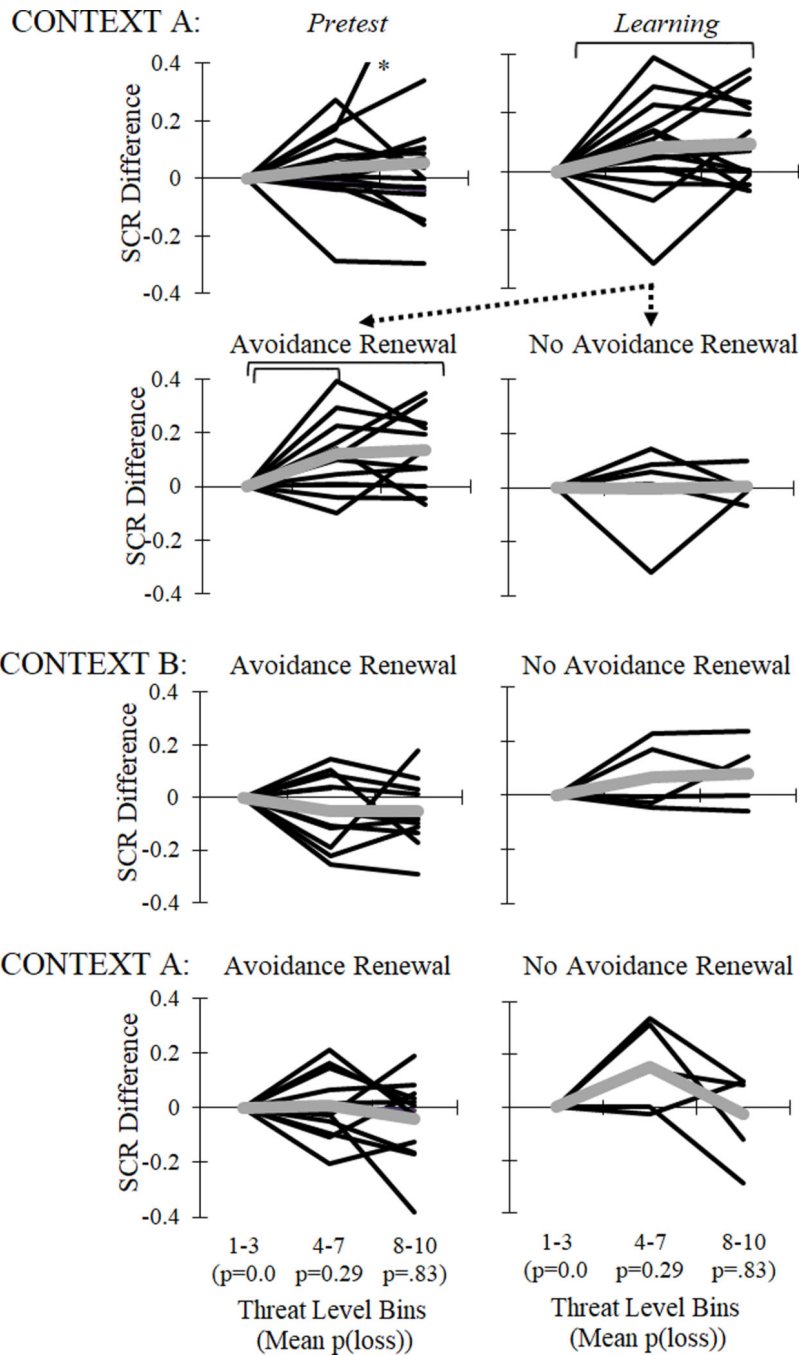 CONTEXT A: Pretest Learning
0.4
*
0.2
0
-0.2
-0.4
SCR Difference
Avoidance Renewal No Avoidance Renewal
0.4
0.2
0
-0.2
-0.4
SCR Difference
CONTEXT B: Avoidance Renewal No Avoidance Renewal
0.4
0.2
0
-0.2
-0.4
SCR Difference
CONTEXT A: Avoidance Renewal No Avoidance Renewal
0.4
0.2
0
-0.2
-0.4
SCR Difference
1-3 4-7 8-10 1-3 4-7 8-10
(p=0.0 p=0.29 p=.83) (p=0.0 p=0.29 p=.83)
Threat Level Bins Threat Level Bins
(Mean p(loss)) (Mean p(loss))